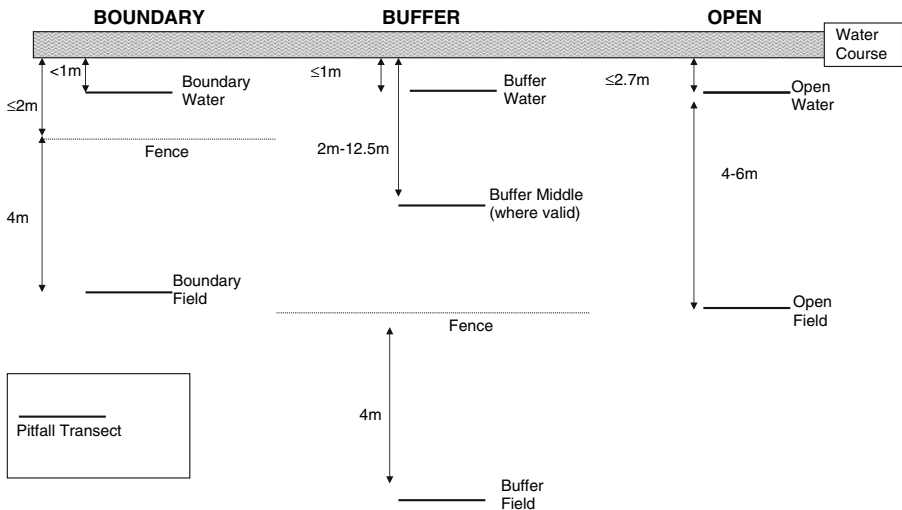 BOUNDARY
BUFFER
OPEN
Water
Course
<1m
Boundary
Water
≤2m
Fence
4m
Boundary
Field
≤1m
Buffer
Water
2m-12.5m
Buffer Middle
(where valid)
Fence
4m
Buffer
Field
≤2.7m
Open
Water
4-6m
Open
Field
Pitfall Transect